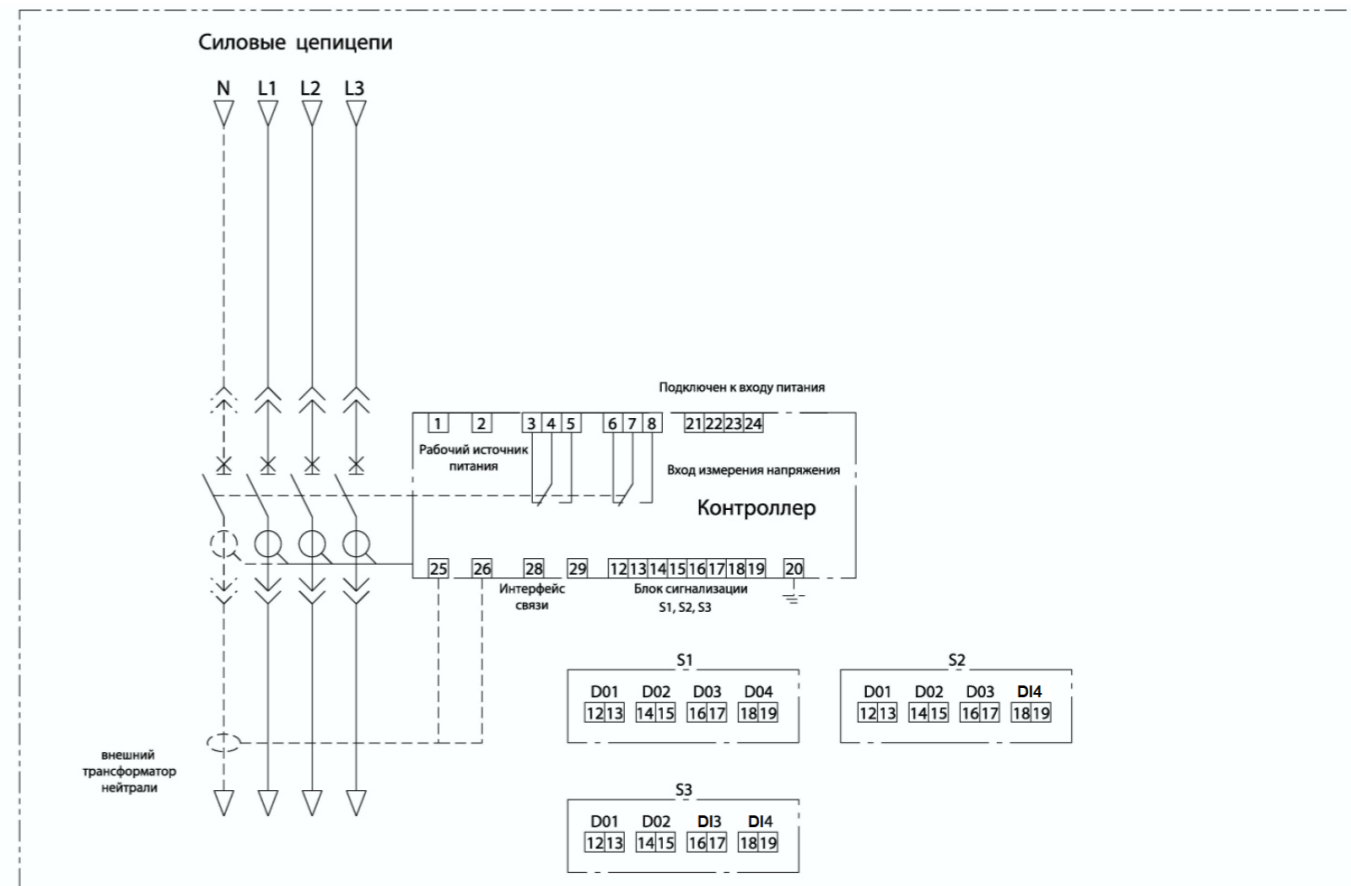 Силовые цепицепи
N L1 L2 L3
Подключен к входу питания
1 2 3 4 5 6 7 8 21 22 23 24
Рабочий источник
питания
Вход измерения напряжения
Контроллер
25 26 28 29 12 13 14 15 16 17 18 19 20
Интерфейс
связи
Блок сигнализации
S1, S2, S3
S1
D01 D02 D03 D04
12 13 14 15 16 17 18 19
S2
D01 D02 D03 DI4
12 13 14 15 16 17 18 19
внешний
трансформатор
нейтрали
S3
D01 D02 DI3 DI4
12 13 14 15 16 17 18 19